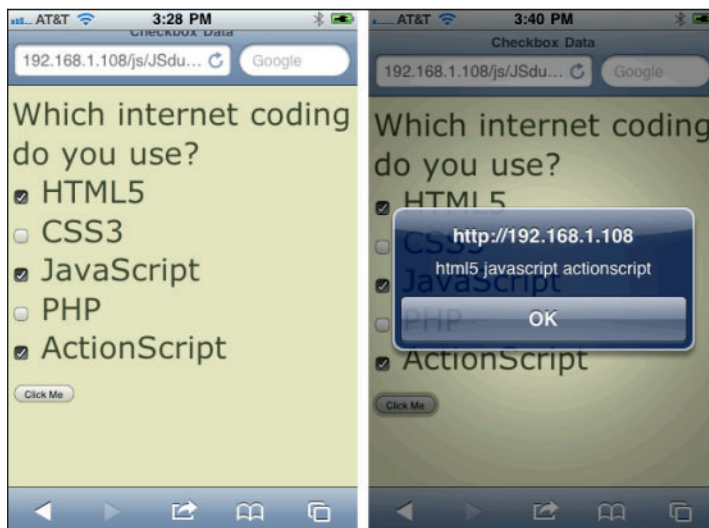 AT&T 3:28 PM
Checkbox Data
192.168.1.108/js/JSdu... Google
Which internet coding
do you use?
HTML5
CSS3
JavaScript
PHP
ActionScript
Click Me
AT&T 3:40 PM
Checkbox Data
192.168.1.108/js/JSdu... Google
Which internet coding
do you use?
HTML5
CSS3
JavaScript
PHP
ActionScript
Click Me
http://192.168.1.108
html5 javascript actionscript
OK